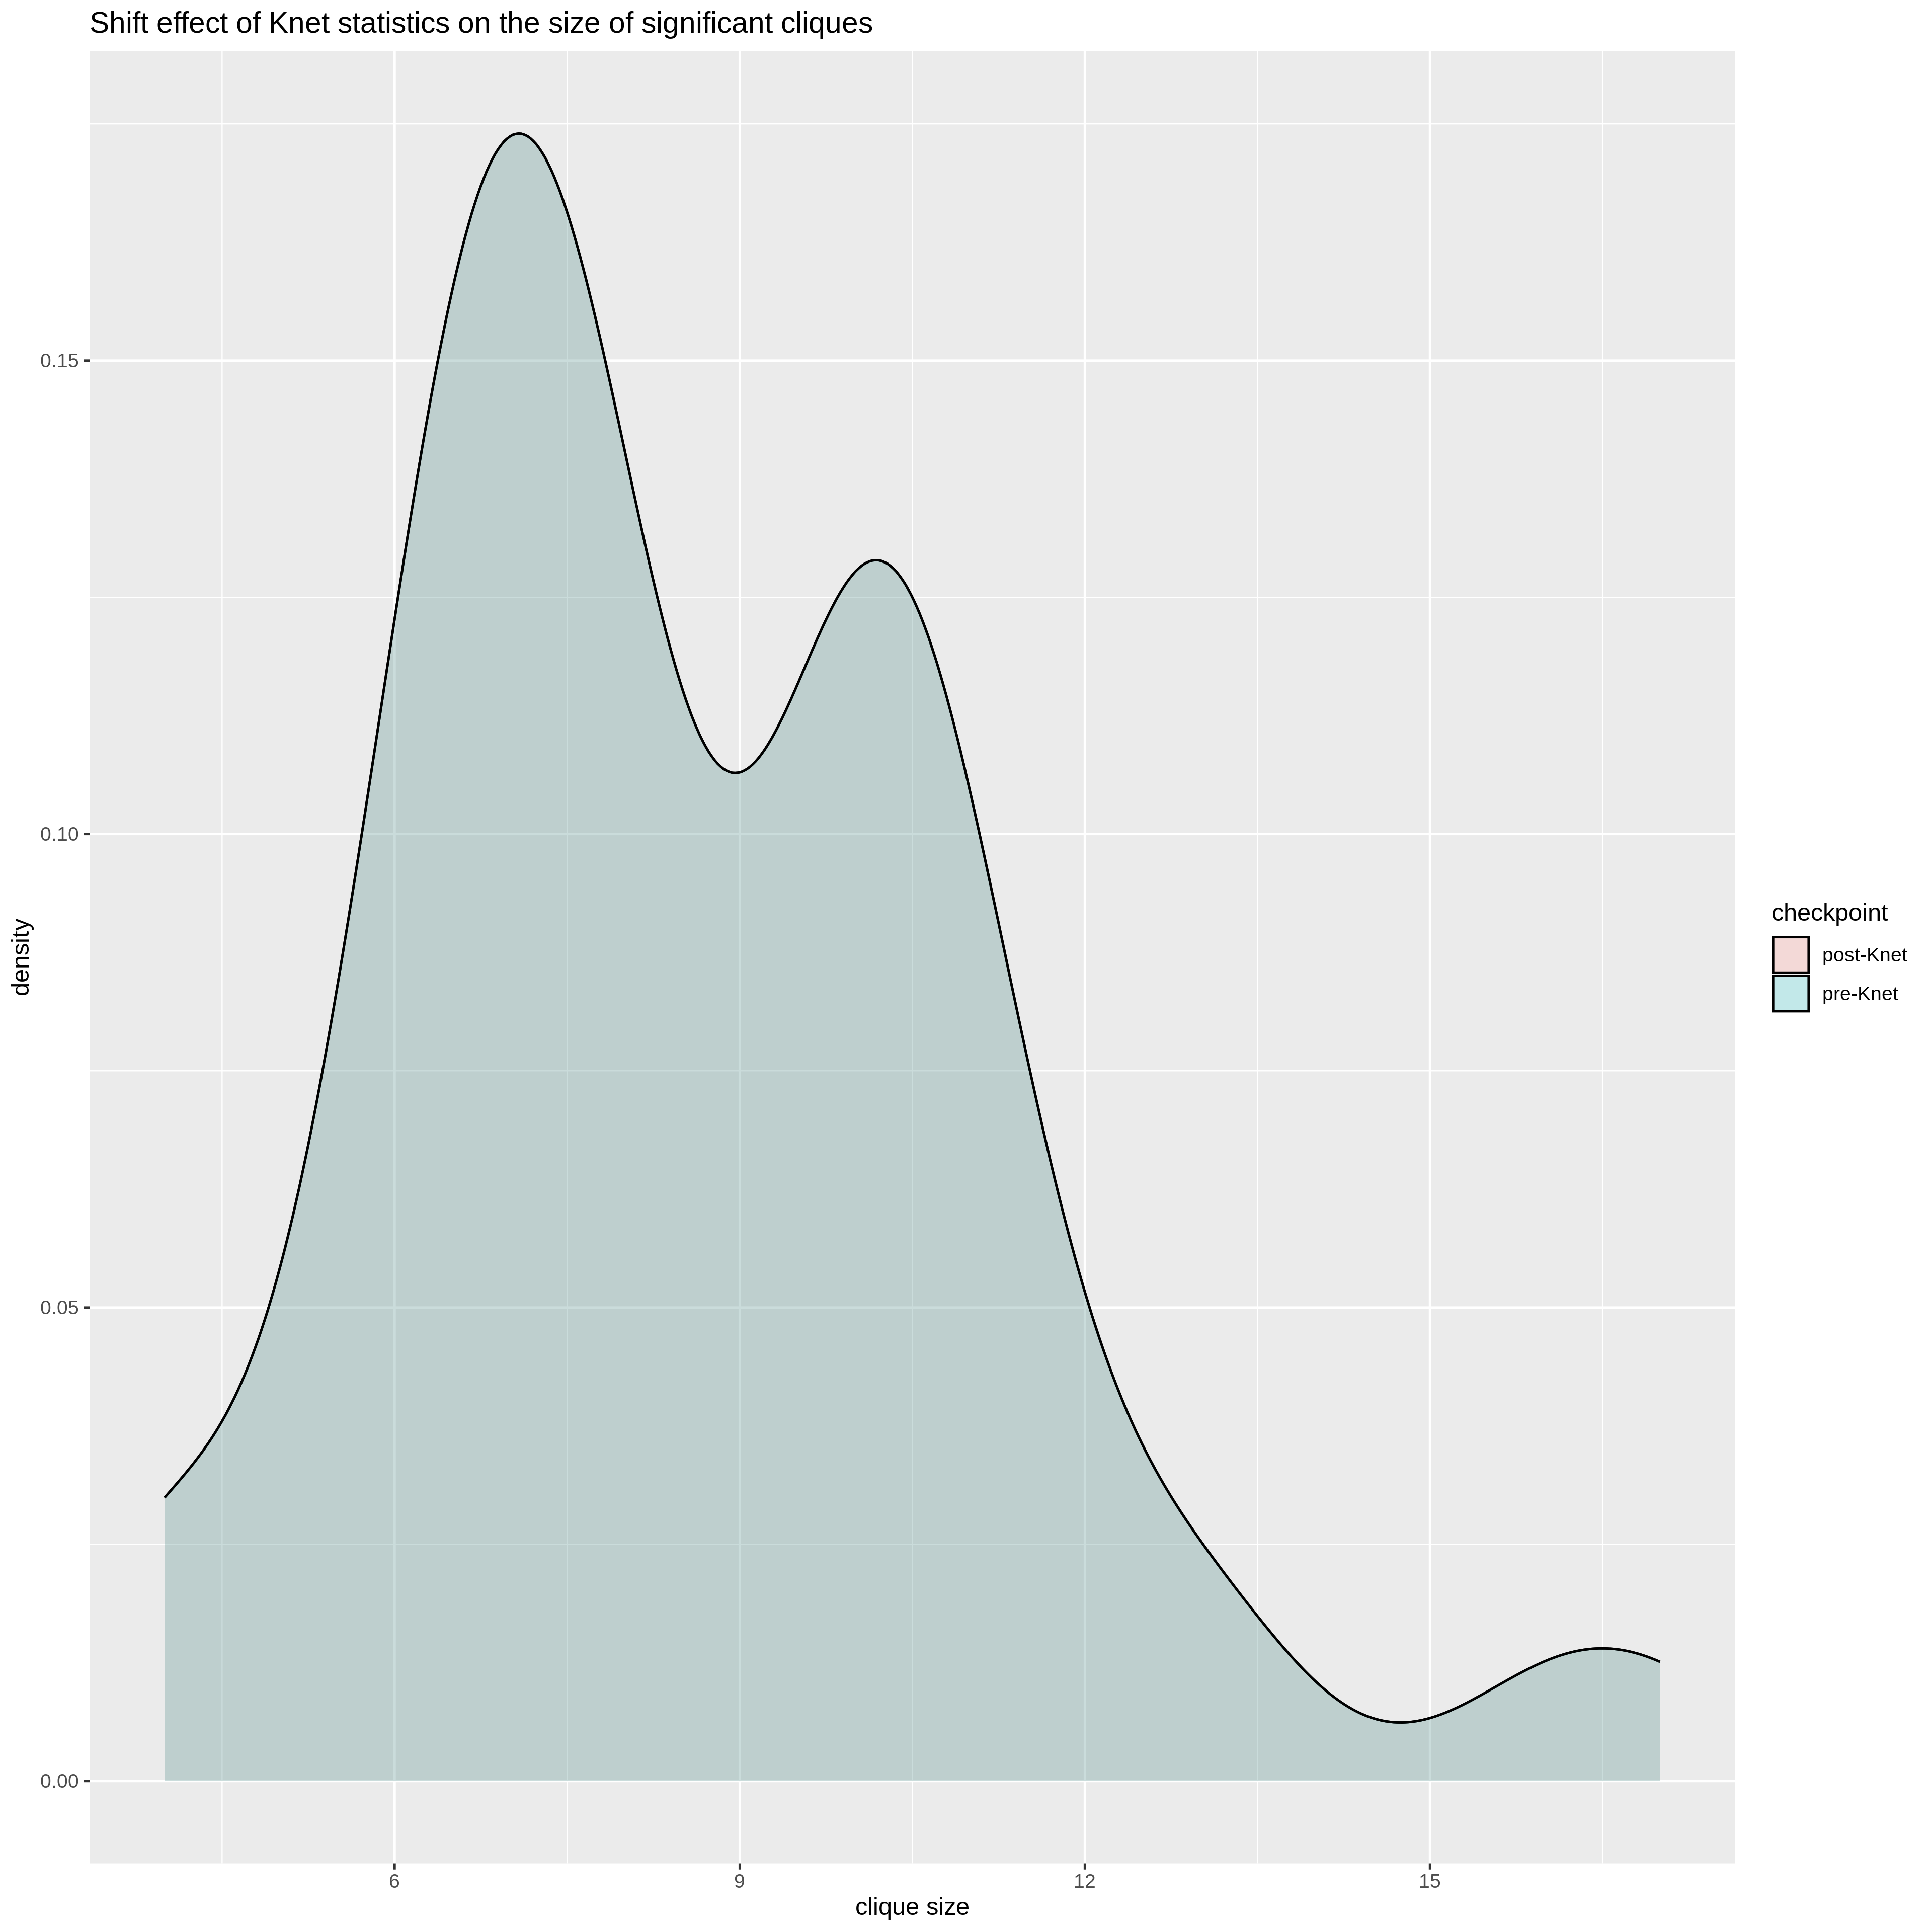 Shift effect of Knet statistics on the size of significant cliques
0.15
0.10
0.05
0.00
density
6
9
12
15
clique size
checkpoint
post-Knet
pre-Knet